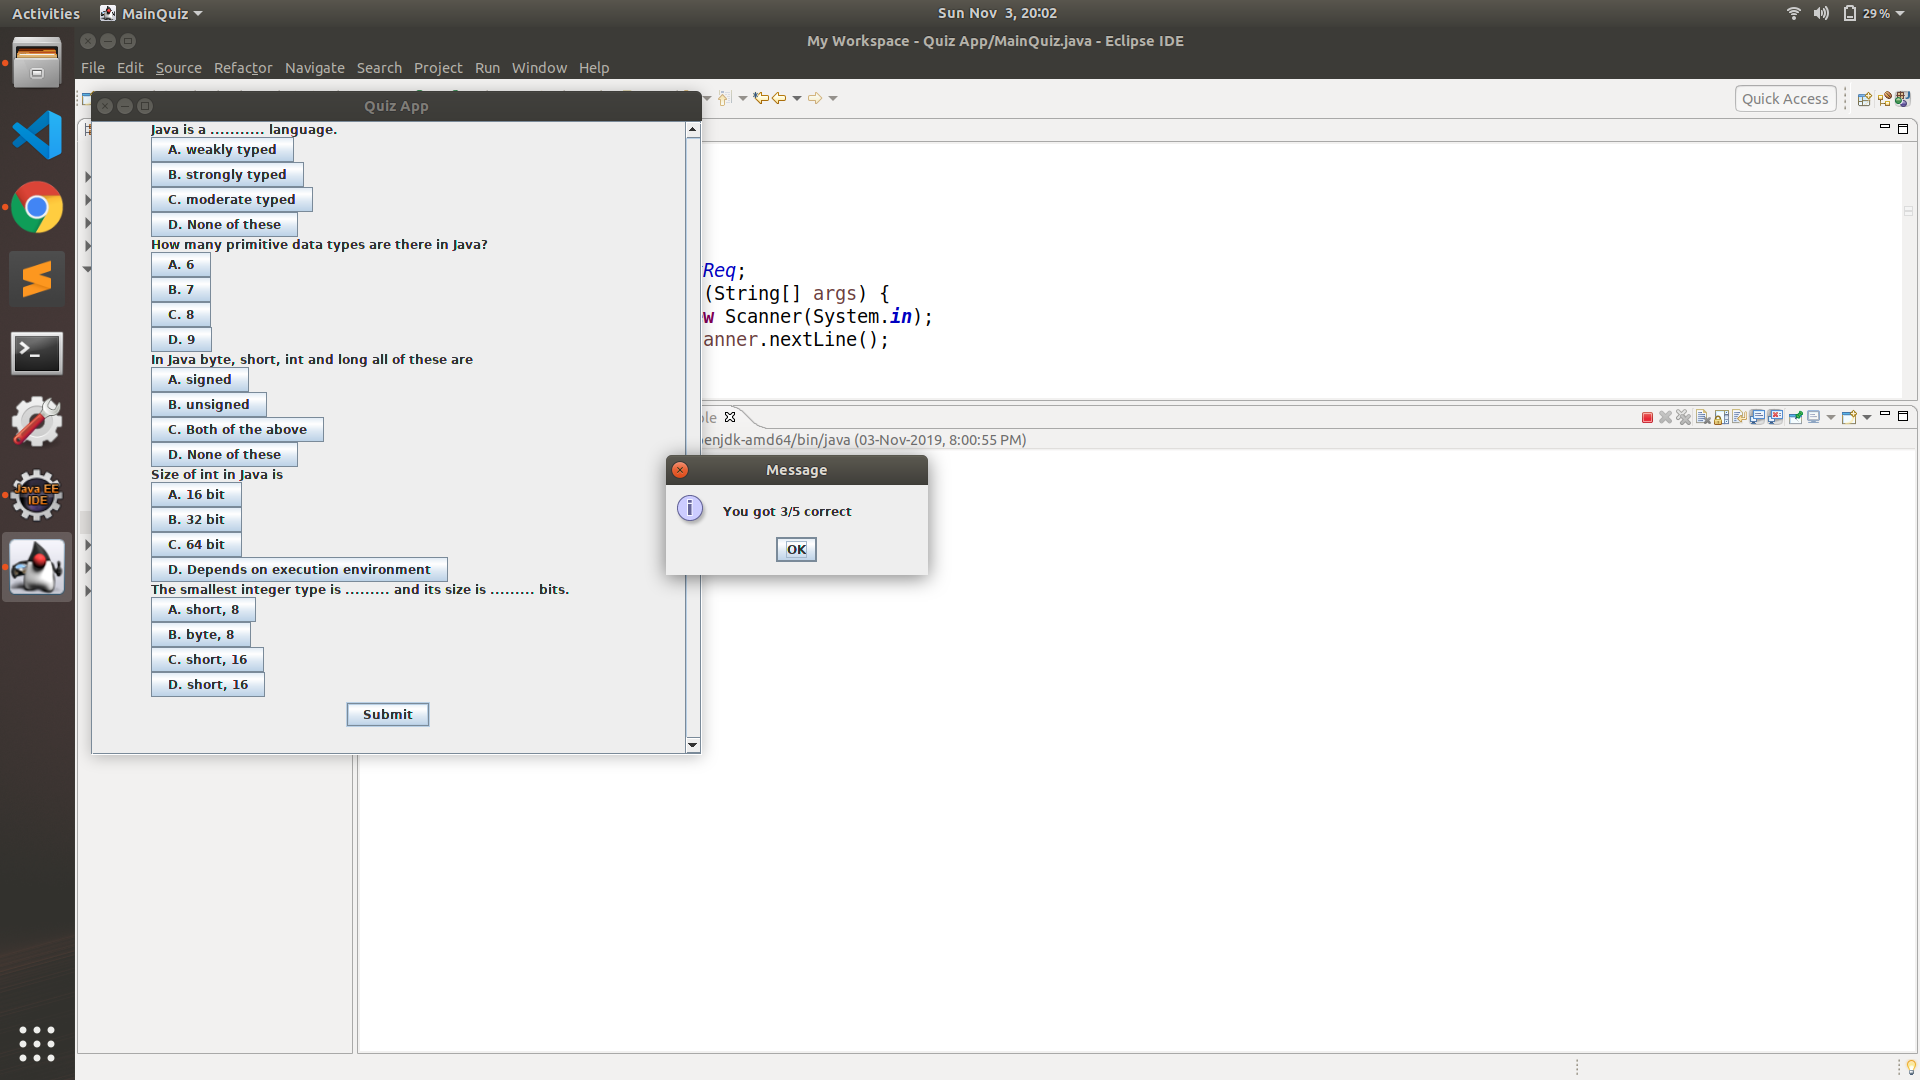 Activities
MainQuiz
Sun Nov 3, 20:02
29 %
My Workspace - Quiz App/MainQuiz.java - Eclipse IDE
File Edit Source Refactor Navigate Search Project Run Window Help
Quick Access
Quiz App
Java is a ........... language.
A. weakly typed
B. strongly typed
C. moderate typed
D. None of these
How many primitive data types are there in Java?
A. 6
B. 7
C. 8
D. 9
In Java byte, short, int and long all of these are
A. signed
B. unsigned
C. Both of the above
D. None of these
Size of int in Java is
A. 16 bit
B. 32 bit
C. 64 bit
D. Depends on execution environment
The smallest integer type is ......... and its size is ......... bits.
A. short, 8
B. byte, 8
C. short, 16
D. short, 16
Submit
Req;
(String[] args) {
w Scanner(System.in);
anner.nextLine();
enjdk-amd64/bin/java (03-Nov-2019, 8:00:55 PM)
Message
You got 3/5 correct
OK
Java EE
IDE